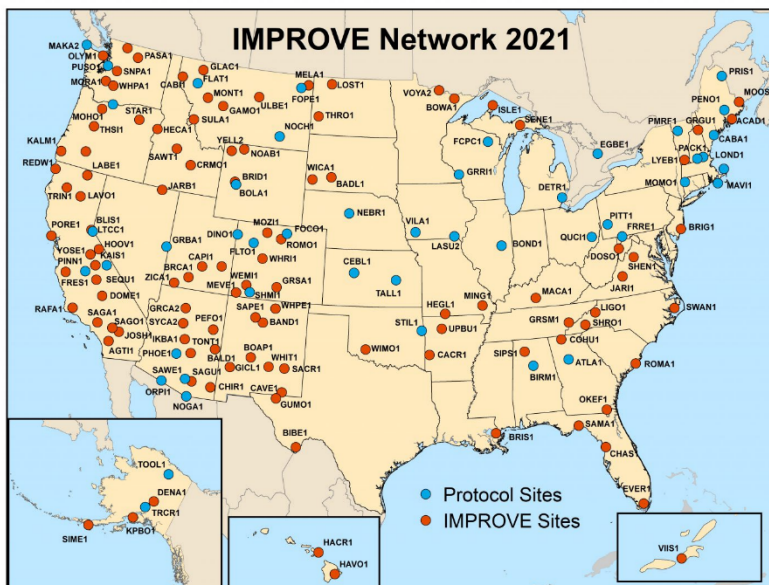 IMPROVE Network 2021
MAKA2
OLYM1
PUSO1
MORA1
PASA1
SNPA1
WHPA1
GLAC1
CABI1
FLAT1
MONT1
GAMO1
ULBE1
MELA1
FOPE1
LOST1
THRO1
NOCH1
VOYA2
BOWA1
ISLE1
SENE1
PRIS1
MOOS1
PENO1
PMRF1
GRGU1
ACAD1
CABA1
LYEB1
PACK1
LOND1
MOMO1
MAVI1
EGBE1
FCPC1
GRRI1
DETR1
MOHO1
STAR1
THSI1
HECA1
SULA1
YELL2
NOAB1
KALM1
REDW1
LABE1
SAWT1
CRMO1
BRID1
BOLA1
WICA1
BADL1
TRIN1
LAVO1
JARB1
NEBR1
VILA1
LASU2
BOND1
PITT1
QUCI1
FRRE1
BRIG1
DOSO1
SHEN1
JARI1
PORE1
BLIS1
LTCC1
HOOV1
YOSE1
KAIS1
PINN1
FRES1
SEQU1
DOME1
GRBA1
DINO1
MOZI1
FOCO1
ROMO1
FLTO1
WHRI1
CAPI1
BRCA1
ZICA1
WEMI1
MEVE1
SHMI1
GRSA1
CEBL1
TALL1
HEGL1
MING1
MACA1
RAFA1
SAGA1
SAGO1
JOSH1
AGTI1
GRCA2
SYCA2
PEFO1
IKBA1
TONT1
PHOE1
BALD1
SAPE1
WHPE1
BAND1
BOAP1
GICL1
WHIT1
SACR1
WIMO1
STIL1
UPBU1
CACR1
GRSM1
LIGO1
SHRO1
COHU1
SWAN1
SIPS1
BIRM1
ATLA1
ROMA1
SAWE1
SAGU1
ORPI1
NOGA1
CHIR1
CAVE1
GUMO1
BIBE1
BRIS1
OKEF1
SAMA1
CHAS1
EVER1
TOOL1
DENA1
TRCR1
SIME1
KPBO1
HACR1
HAVO1
VIIS1
Protocol Sites
IMPROVE Sites